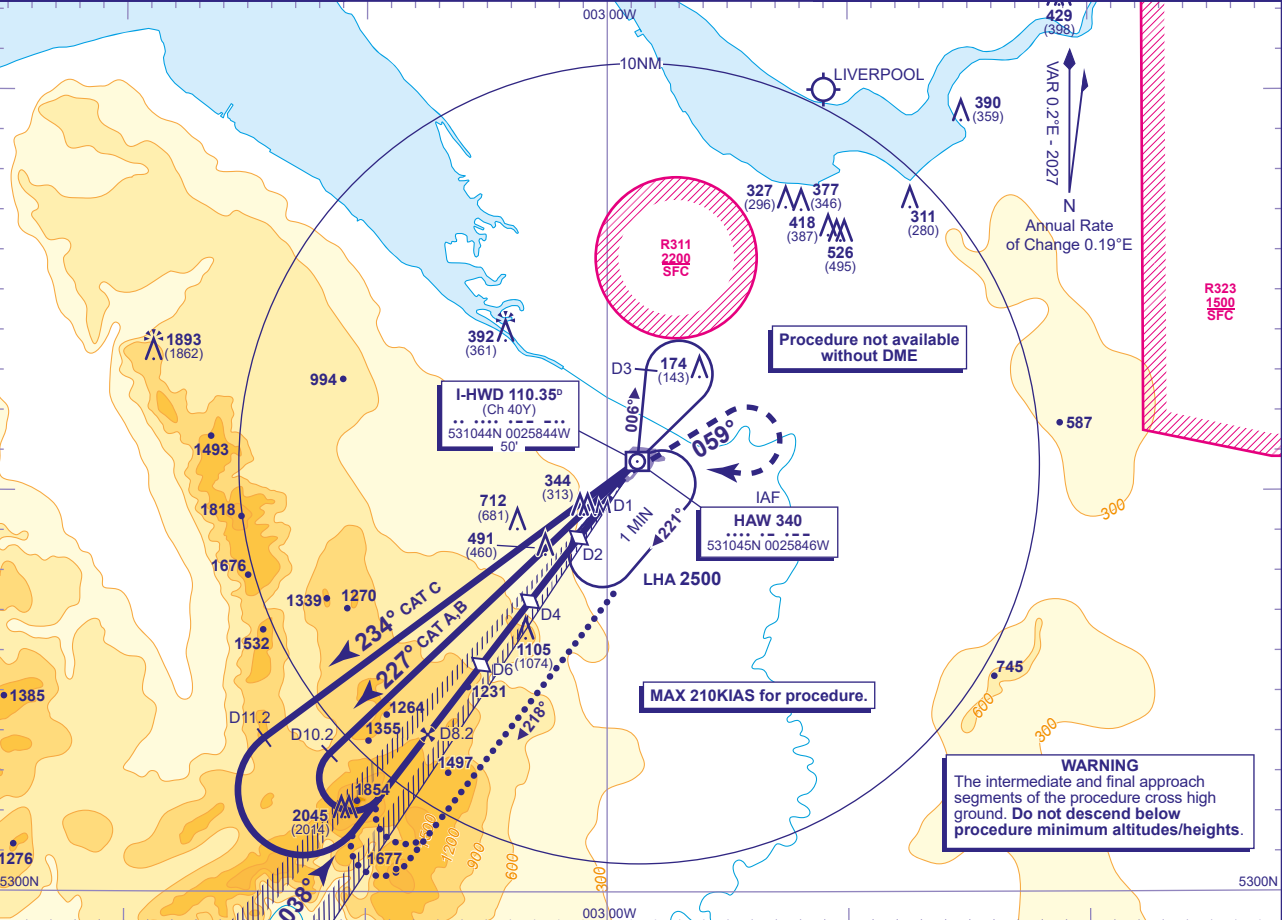 003°00'W
429
(398)
10NM
LIVERPOOL
VAR 0.2°E - 2027
390
(359)
N
Annual Rate
of Change 0.19°E
327
(296)
377
(346)
418
(387)
526
(495)
311
(280)
R311
2200
SFC
R323
1500
SFC
1893
(1862)
392
(361)
Procedure not available
without DME
994
D3
174
(143)
I-HWD 110.35ᴰ
(Ch 40Y)
•• •••• •–– –••
531044N 0025844W
50'
006°
059°
587
1493
344
(313)
D1
IAF
712
(681)
1818
491
(460)
1 MIN
221°
HAW 340
•••• •– •––
531045N 0025846W
300
D2
1676
LHA 2500
1339
1270
234° CAT C
227° CAT A,B
D4
1532
1105
(1074)
D6
745
1385
1231
MAX 210KIAS for procedure.
600
300
1264
D11.2
D10.2
1355
218°
D8.2
1497
WARNING
The intermediate and final approach
segments of the procedure cross high
ground. Do not descend below
procedure minimum altitudes/heights.
1854
2045
(2014)
1276
1677
1200
900
600
300
038°
5300N
5300N
003°00'W